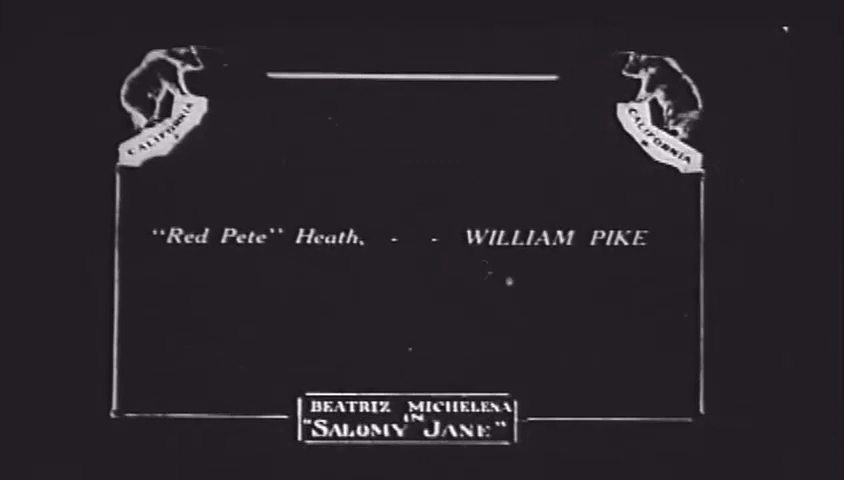 CALIFORNIA
CALIFORNIA
"Red Pete" Heath, - - WILLIAM PIKE
BEATRIZ MICHELENA
IN
"SALOMY JANE"